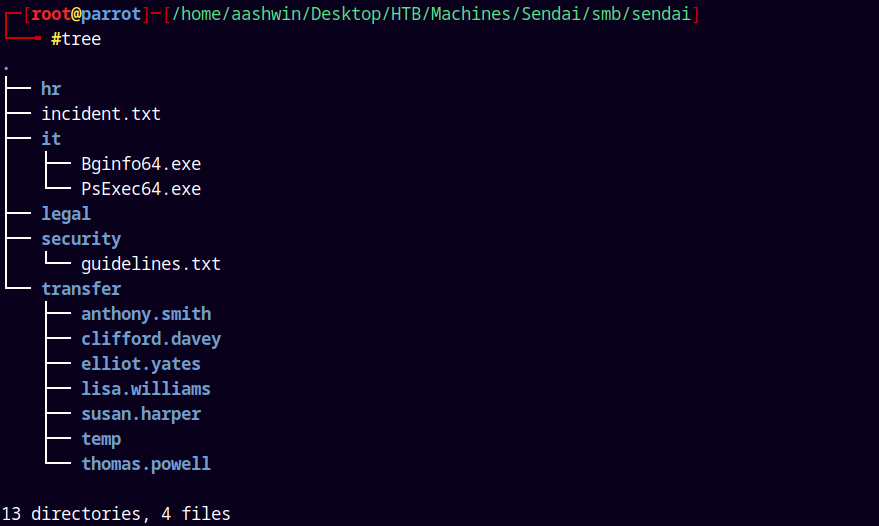 ┌─[root@parrot]─[/home/aashwin/Desktop/HTB/Machines/Sendai/smb/sendai]
└──╼ #tree
.
├── hr
├── incident.txt
├── it
│   ├── Bginfo64.exe
│   └── PsExec64.exe
├── legal
├── security
│   └── guidelines.txt
└── transfer
    ├── anthony.smith
    ├── clifford.davey
    ├── elliot.yates
    ├── lisa.williams
    ├── susan.harper
    ├── temp
    └── thomas.powell
13 directories, 4 files